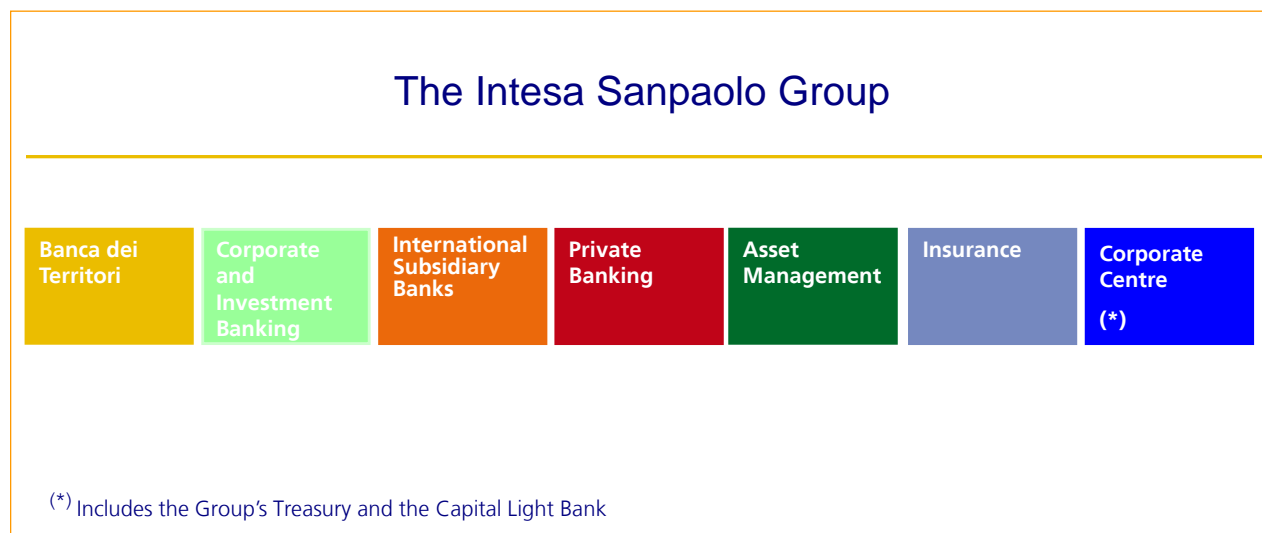 The Intesa Sanpaolo Group
Banca dei
Territori
Corporate
and
Investment
Banking
International
Subsidiary
Banks
Private
Banking
Asset
Management
Insurance
Corporate
Centre
(*)
(*) Includes the Group’s Treasury and the Capital Light Bank